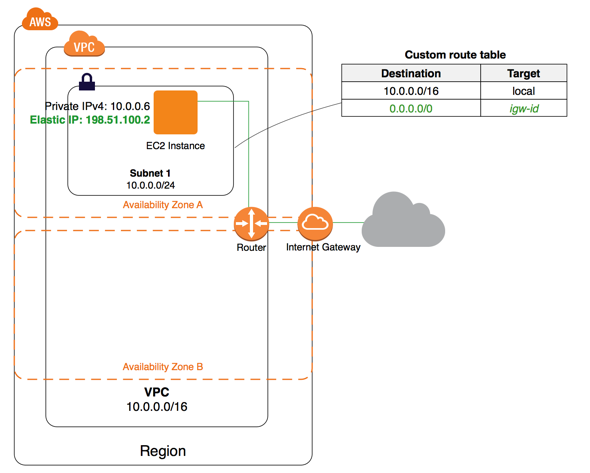 AWS
VPC
Custom route table
Destination Target
10.0.0.0/16 local
0.0.0.0/0 igw-id
Private IPv4: 10.0.0.6
Elastic IP: 198.51.100.2
EC2 Instance
Subnet 1
10.0.0.0/24
Availability Zone A
Router
Internet Gateway
Availability Zone B
VPC
10.0.0.0/16
Region